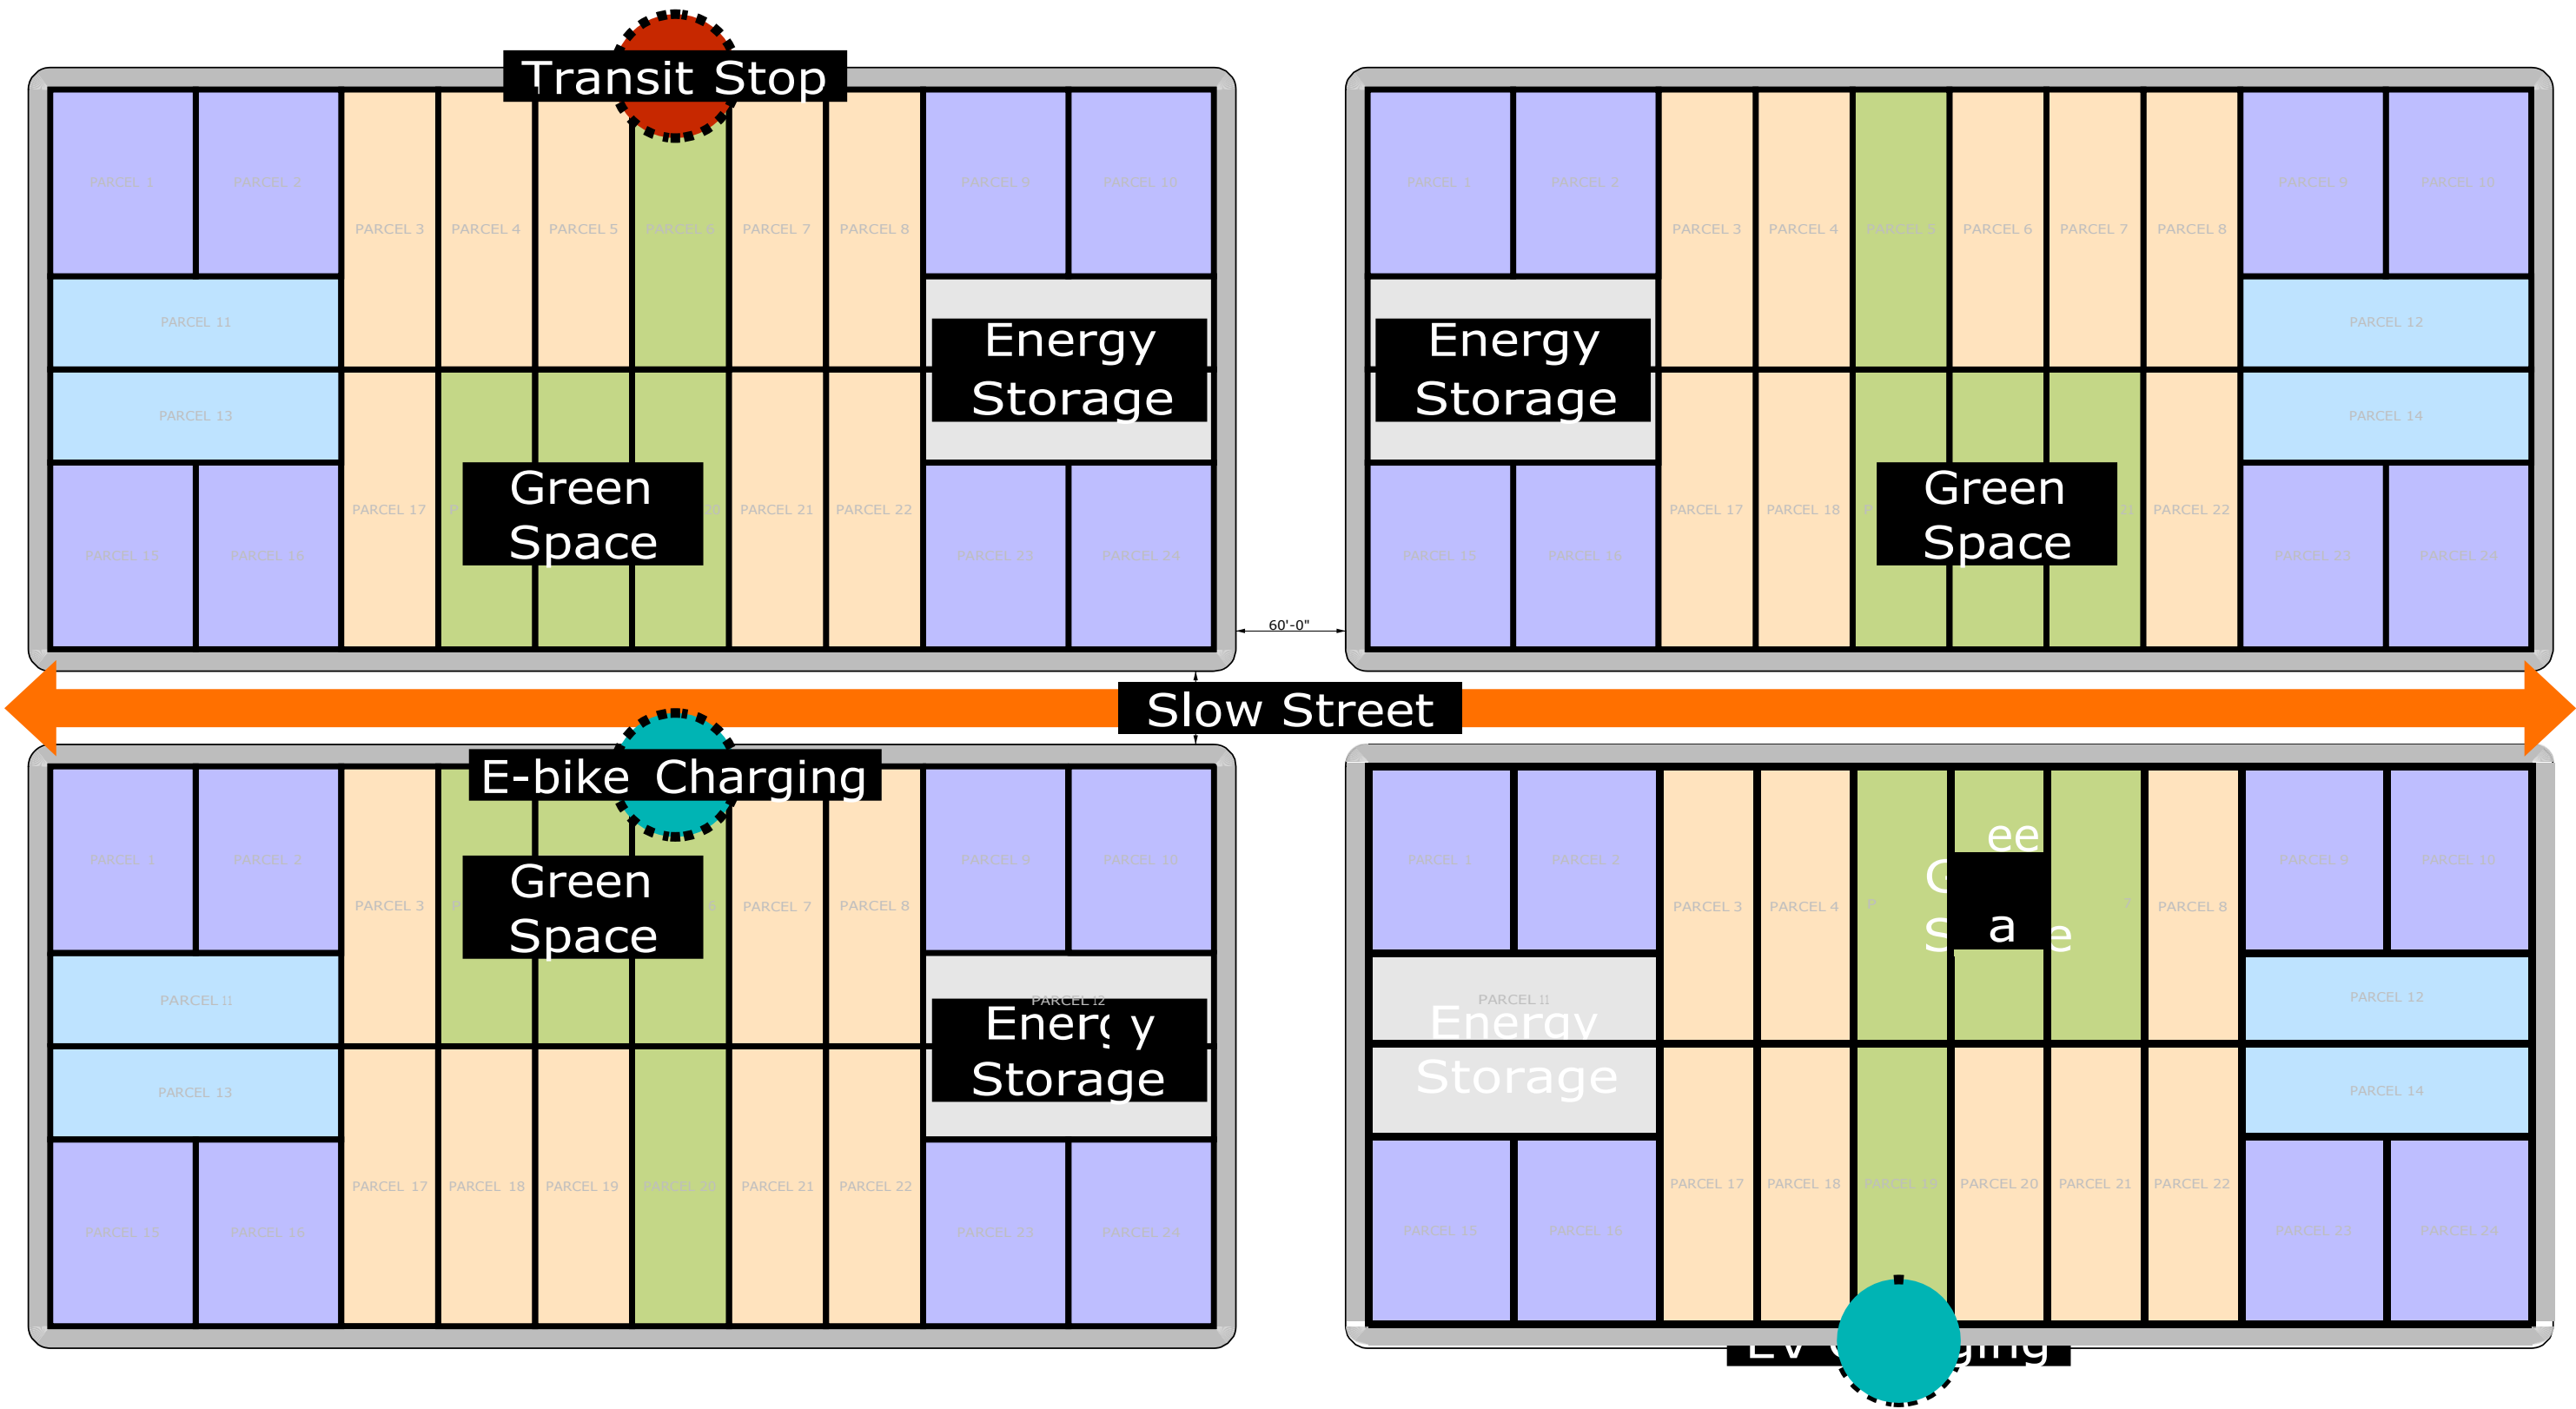 Transit Stop
PARCEL 1 PARCEL 2 PARCEL 9 PARCEL 10
PARCEL 3 PARCEL 4 PARCEL 5 PARCEL 6 PARCEL 7 PARCEL 8
PARCEL 11
Energy
Storage
PARCEL 13
Green
Space
PARCEL 17 P 20 PARCEL 21 PARCEL 22
PARCEL 15 PARCEL 16 PARCEL 23 PARCEL 24
PARCEL 1 PARCEL 2 PARCEL 9 PARCEL 10
PARCEL 3 PARCEL 4 PARCEL 5 PARCEL 6 PARCEL 7 PARCEL 8
PARCEL 12
Energy
Storage
PARCEL 14
Green
Space
PARCEL 17 PARCEL 18 P 21 PARCEL 22
PARCEL 15 PARCEL 16 PARCEL 23 PARCEL 24
60'-0"
Slow Street
E-bike Charging
PARCEL 1 PARCEL 2 PARCEL 9 PARCEL 10
Green
Space
PARCEL 3 P 6 PARCEL 7 PARCEL 8
PARCEL 11 PARCEL 12
Energy
Storage
PARCEL 13
PARCEL 17 PARCEL 18 PARCEL 19 PARCEL 20 PARCEL 21 PARCEL 22
PARCEL 15 PARCEL 16 PARCEL 23 PARCEL 24
PARCEL 1 PARCEL 2 PARCEL 9 PARCEL 10
PARCEL 3 PARCEL 4 P 7 PARCEL 8
PARCEL 11 PARCEL 12
Energy
Storage
PARCEL 14
PARCEL 17 PARCEL 18 PARCEL 19 PARCEL 20 PARCEL 21 PARCEL 22
PARCEL 15 PARCEL 16 PARCEL 23 PARCEL 24